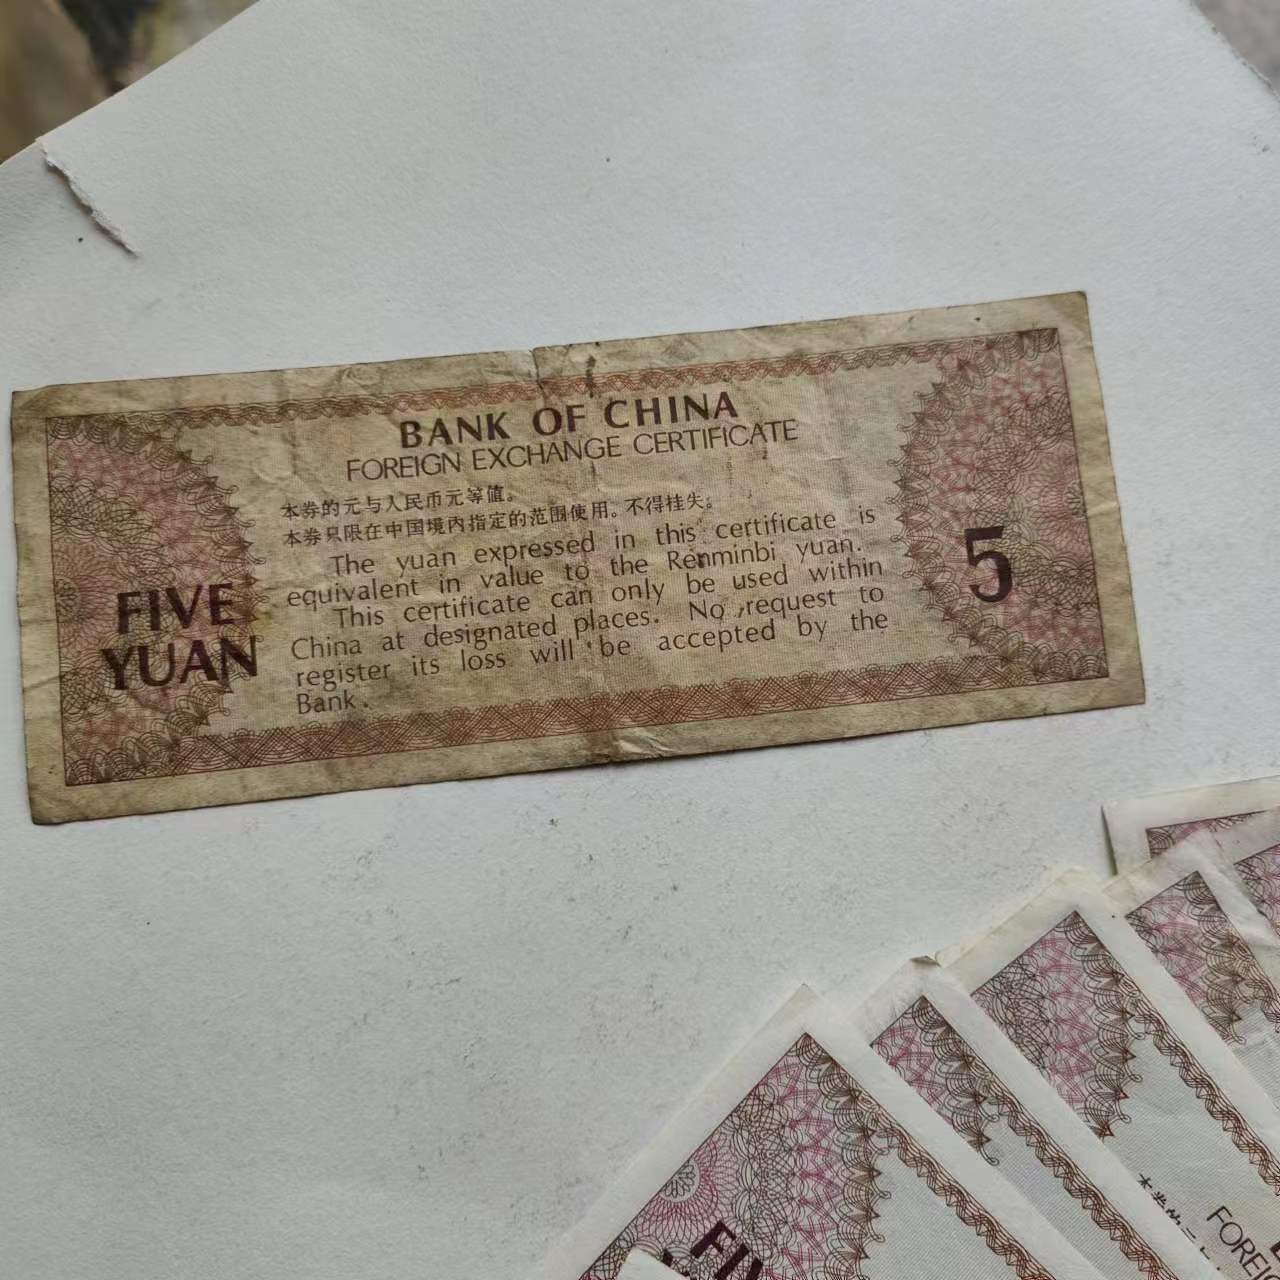 BANK OF CHINA
FOREIGN EXCHANGE CERTIFICATE
本券的元与人民币元等值。
本券只限在中国境内指定的范围使用。不得挂失。
The yuan expressed in this certificate is
equivalent in value to the Renminbi yuan.
This certificate can only be used within
China at designated places. No request to
register its loss will be accepted by the
Bank.
FIVE
YUAN
5
本券的元